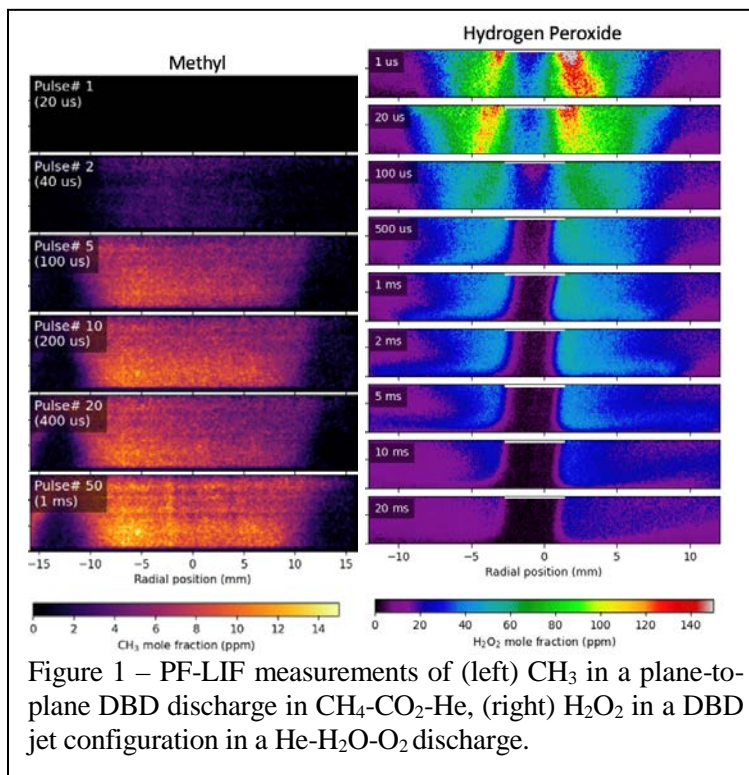 Methyl
Pulse# 1
(20 us)
Pulse# 2
(40 us)
Pulse# 5
(100 us)
Pulse# 10
(200 us)
Pulse# 20
(400 us)
Pulse# 50
(1 ms)
−15 −10 −5 0 5 10 15
Radial position (mm)
0 2 4 6 8 10 12 14
CH₃ mole fraction (ppm)
Hydrogen Peroxide
1 us
20 us
100 us
500 us
1 ms
2 ms
5 ms
10 ms
20 ms
−10 −5 0 5 10
Radial position (mm)
0 20 40 60 80 100 120 140
H₂O₂ mole fraction (ppm)
Figure 1 – PF-LIF measurements of (left) CH₃ in a plane-to-
plane DBD discharge in CH₄-CO₂-He, (right) H₂O₂ in a DBD
jet configuration in a He-H₂O-O₂ discharge.